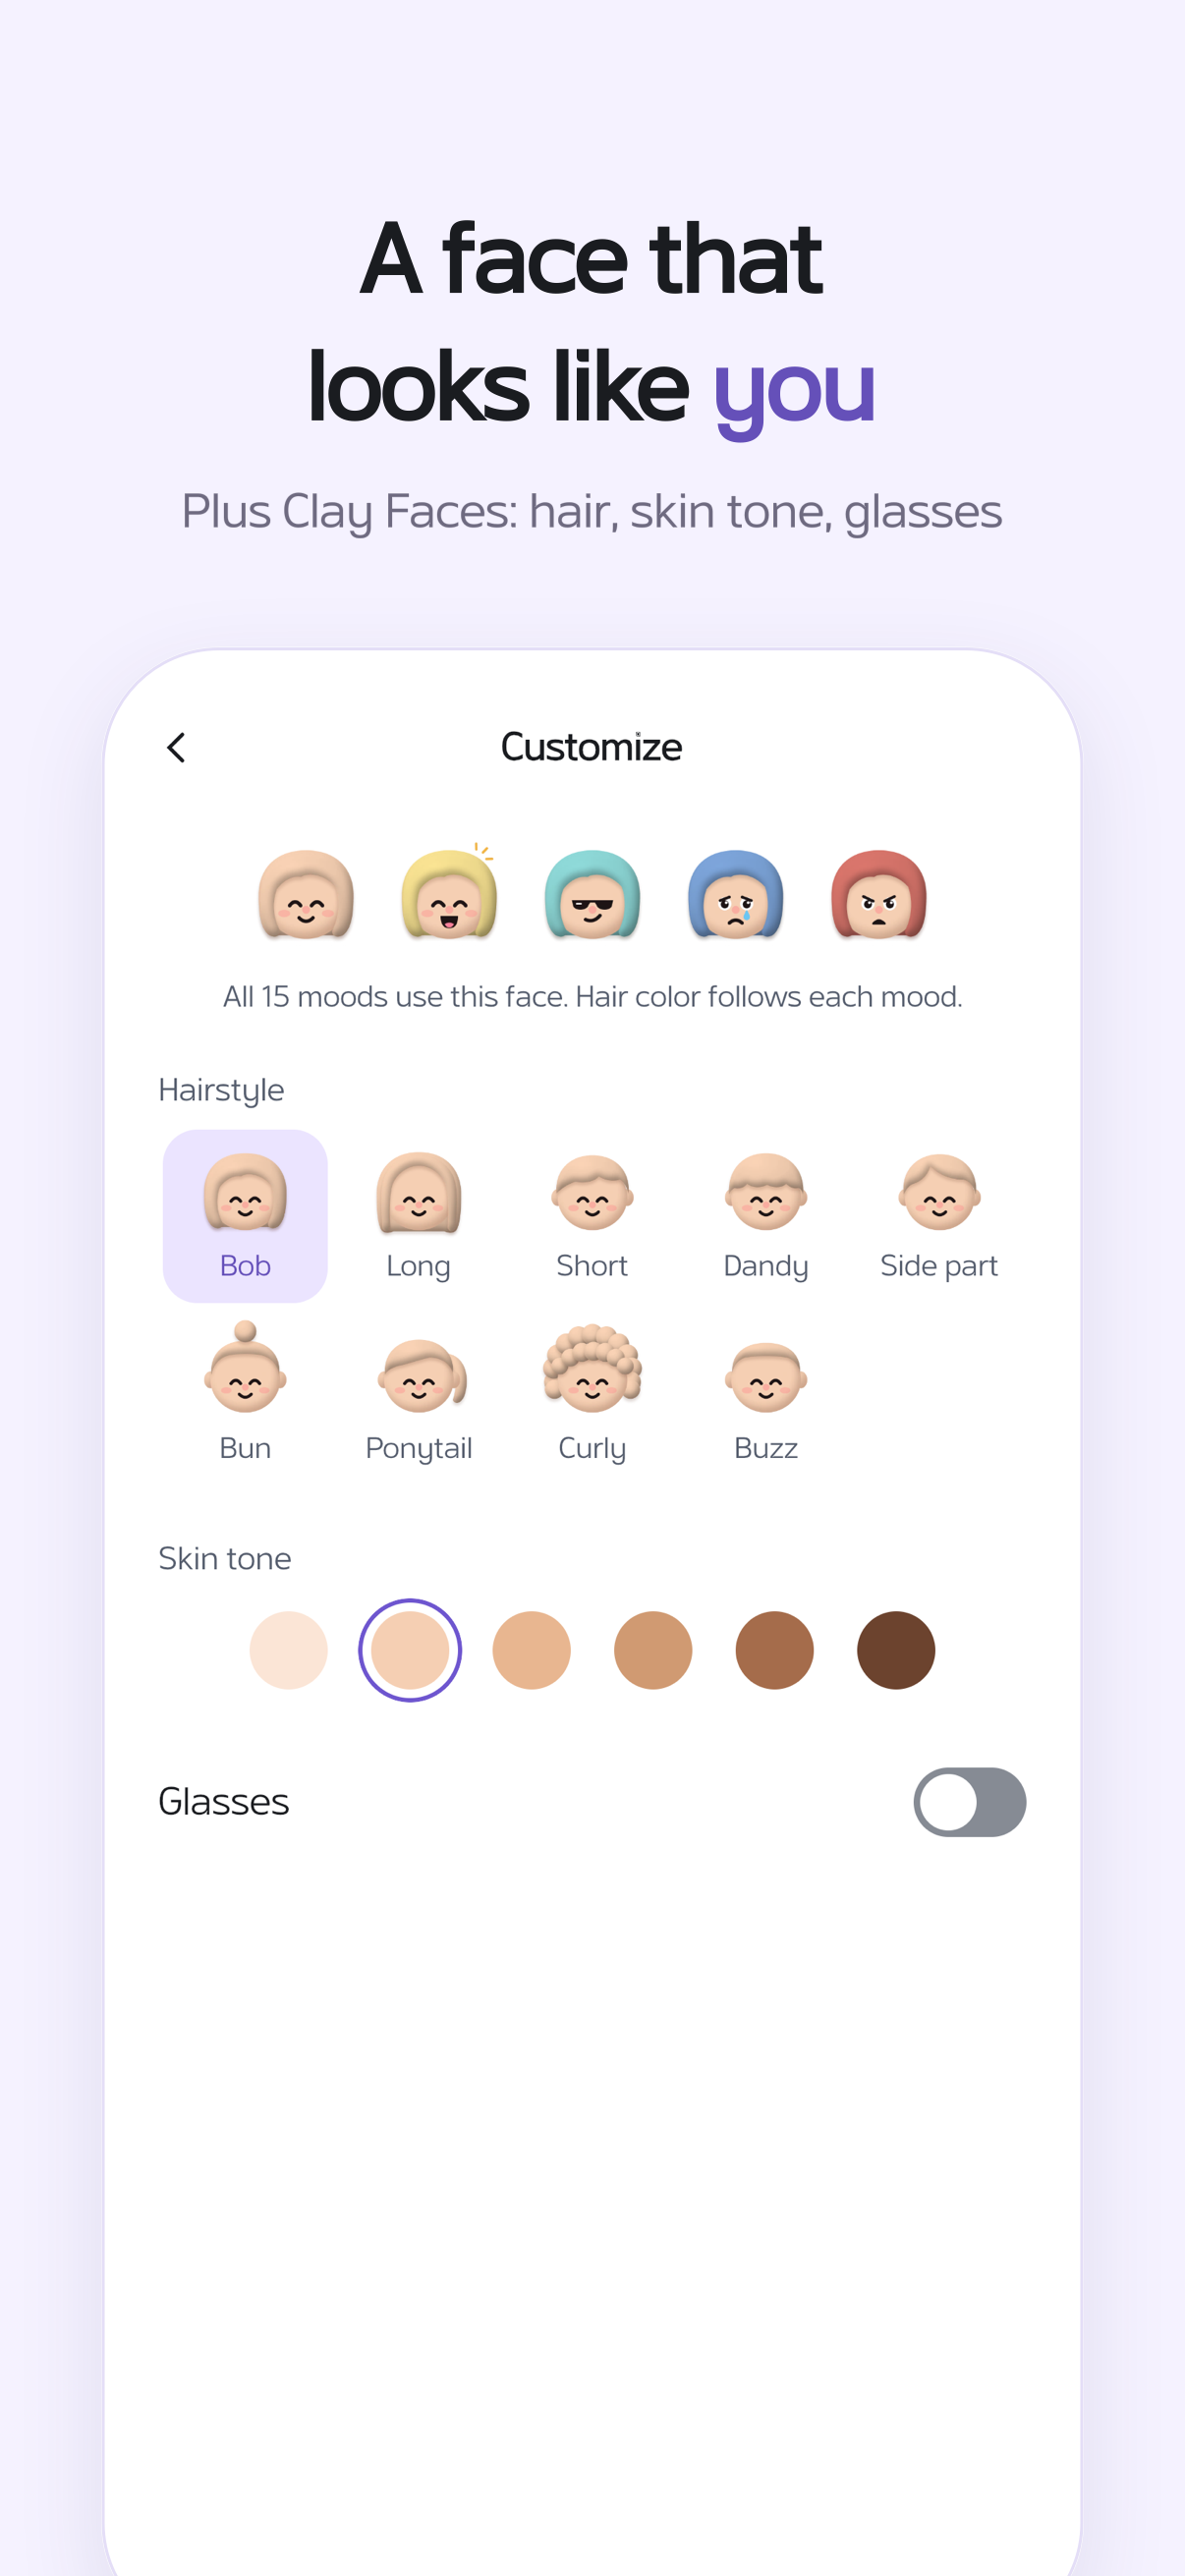 A face that
looks like you
Plus Clay Faces: hair, skin tone, glasses
Customize
All 15 moods use this face. Hair color follows each mood.
Hairstyle
Bob Long Short Dandy Side part
Bun Ponytail Curly Buzz
Skin tone
Glasses